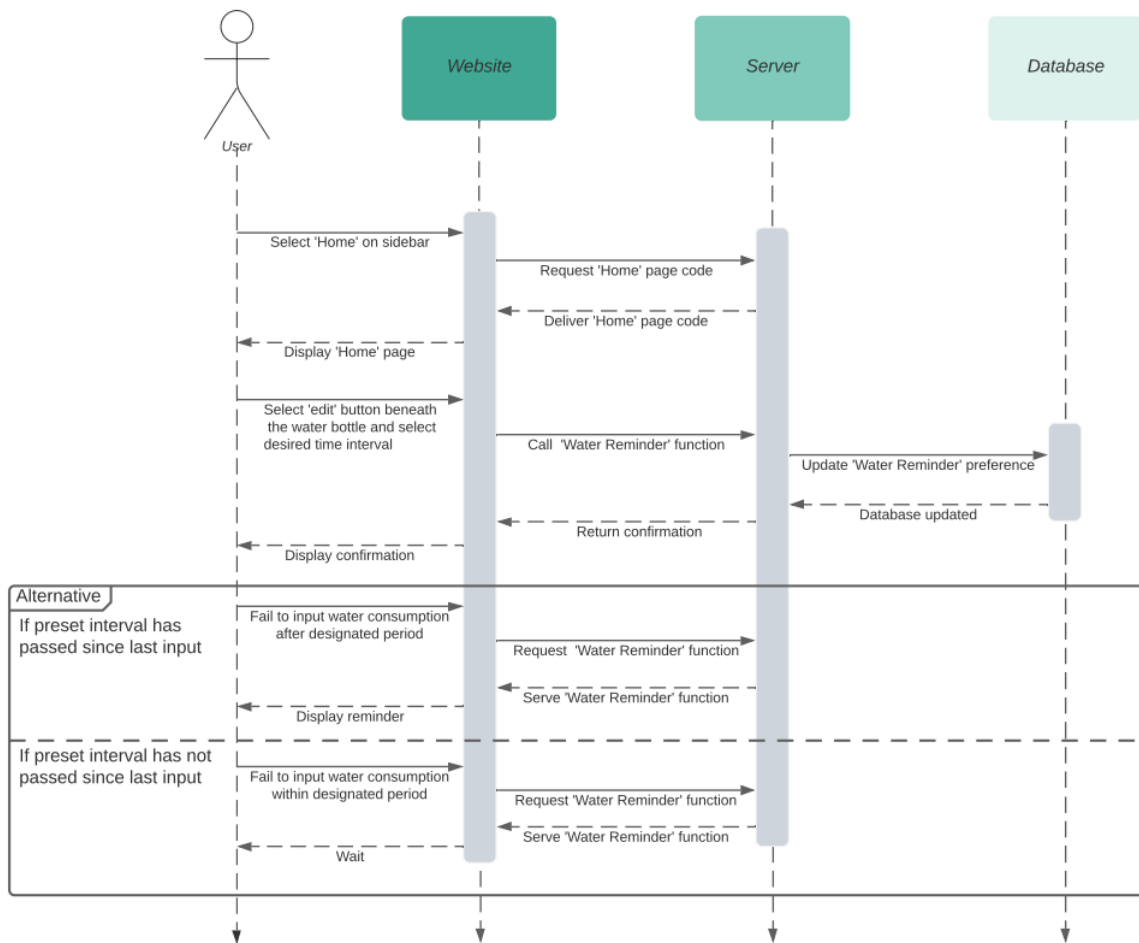 Website
Server
Database
User
Select 'Home' on sidebar
Request 'Home' page code
Deliver 'Home' page code
Display 'Home' page
Select 'edit' button beneath
the water bottle and select
desired time interval
Call 'Water Reminder' function
Update 'Water Reminder' preference
Database updated
Return confirmation
Display confirmation
Alternative
If preset interval has
passed since last input
Fail to input water consumption
after designated period
Request 'Water Reminder' function
Serve 'Water Reminder' function
Display reminder
If preset interval has not
passed since last input
Fail to input water consumption
within designated period
Request 'Water Reminder' function
Serve 'Water Reminder' function
Wait